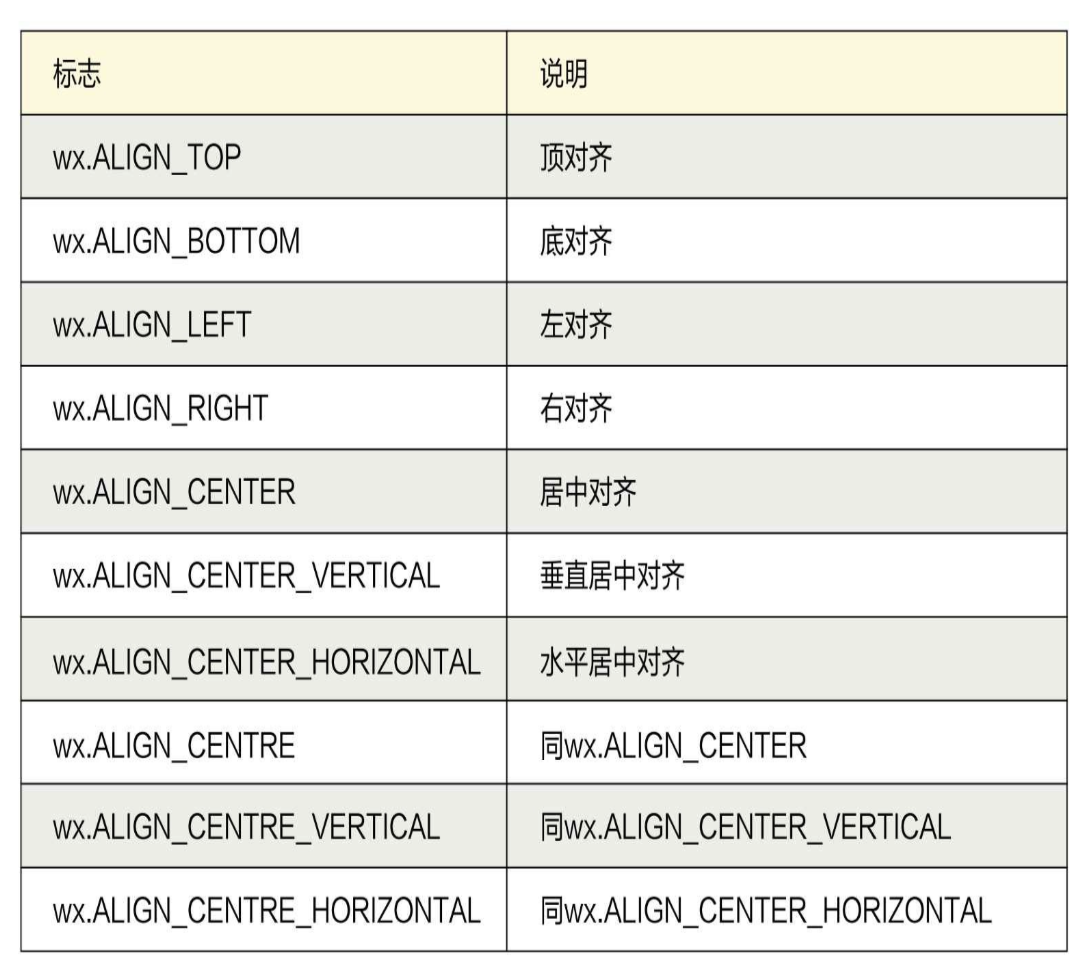 标志 说明
wx.ALIGN_TOP 顶对齐
wx.ALIGN_BOTTOM 底对齐
wx.ALIGN_LEFT 左对齐
wx.ALIGN_RIGHT 右对齐
wx.ALIGN_CENTER 居中对齐
wx.ALIGN_CENTER_VERTICAL 垂直居中对齐
wx.ALIGN_CENTER_HORIZONTAL 水平居中对齐
wx.ALIGN_CENTRE 同wx.ALIGN_CENTER
wx.ALIGN_CENTRE_VERTICAL 同wx.ALIGN_CENTER_VERTICAL
wx.ALIGN_CENTRE_HORIZONTAL 同wx.ALIGN_CENTER_HORIZONTAL